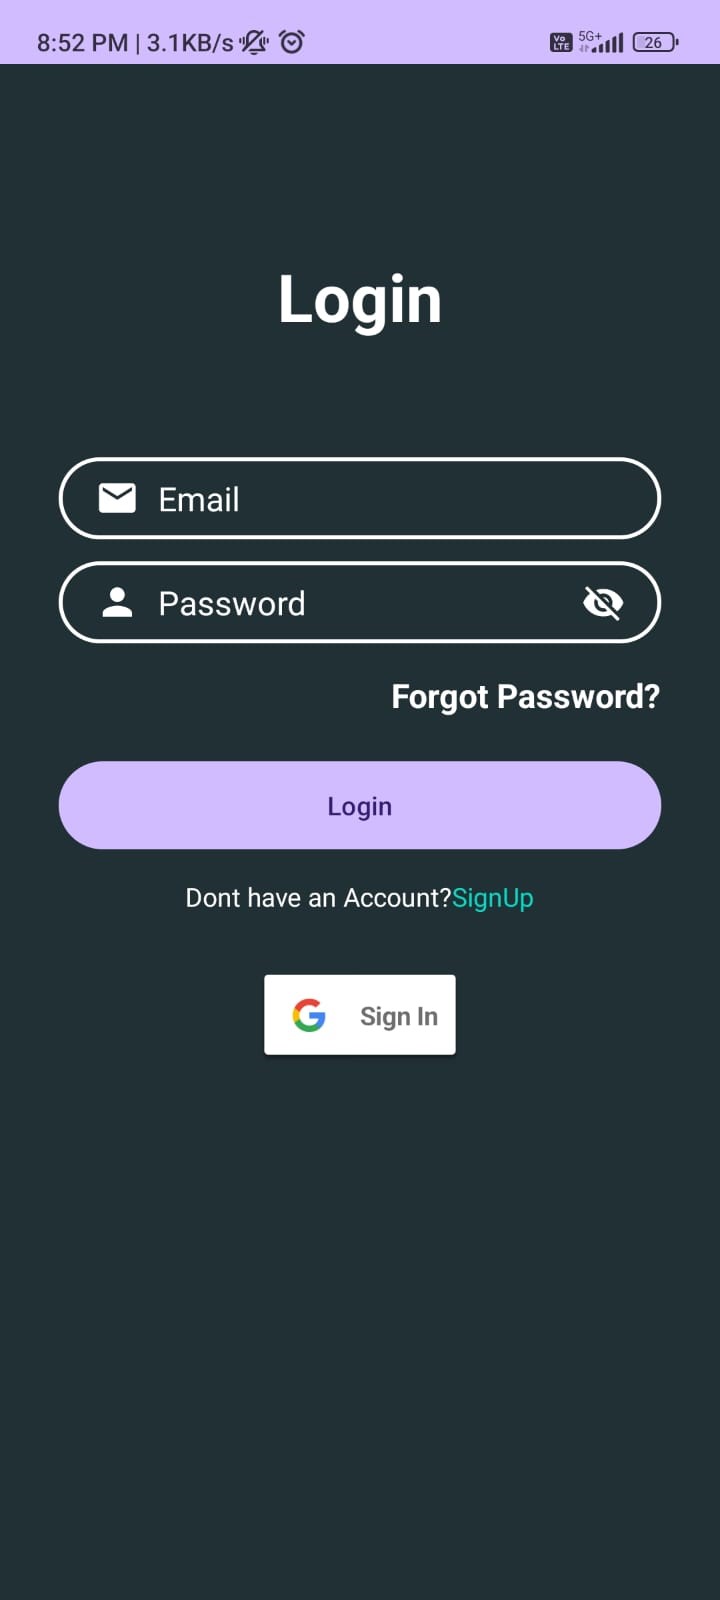 8:52 PM | 3.1KB/s Vo LTE 5G+ 26
Login
Email
Password
Forgot Password?
Login
Dont have an Account?SignUp
G Sign In